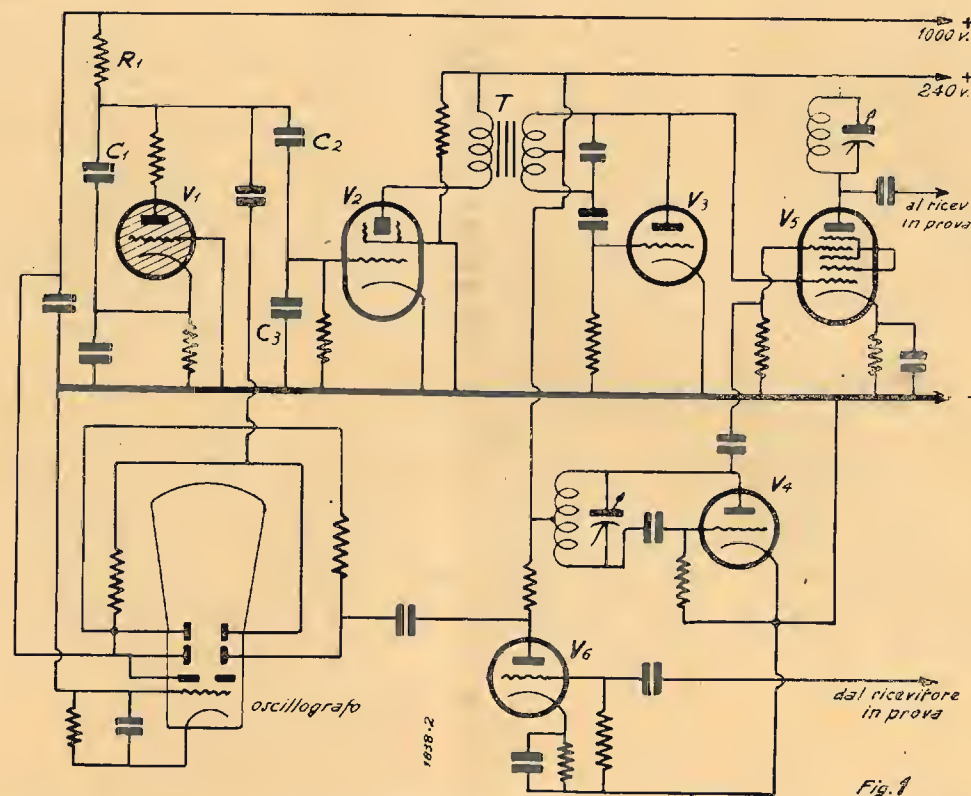 +
1000 v.
+
240 v.
R1
C1
V1
C2
C3
V2
T
V3
V5
al ricev
in prova
-
V4
V6
oscillografo
1838-2
dal ricevitore
in prova
Fig. 1